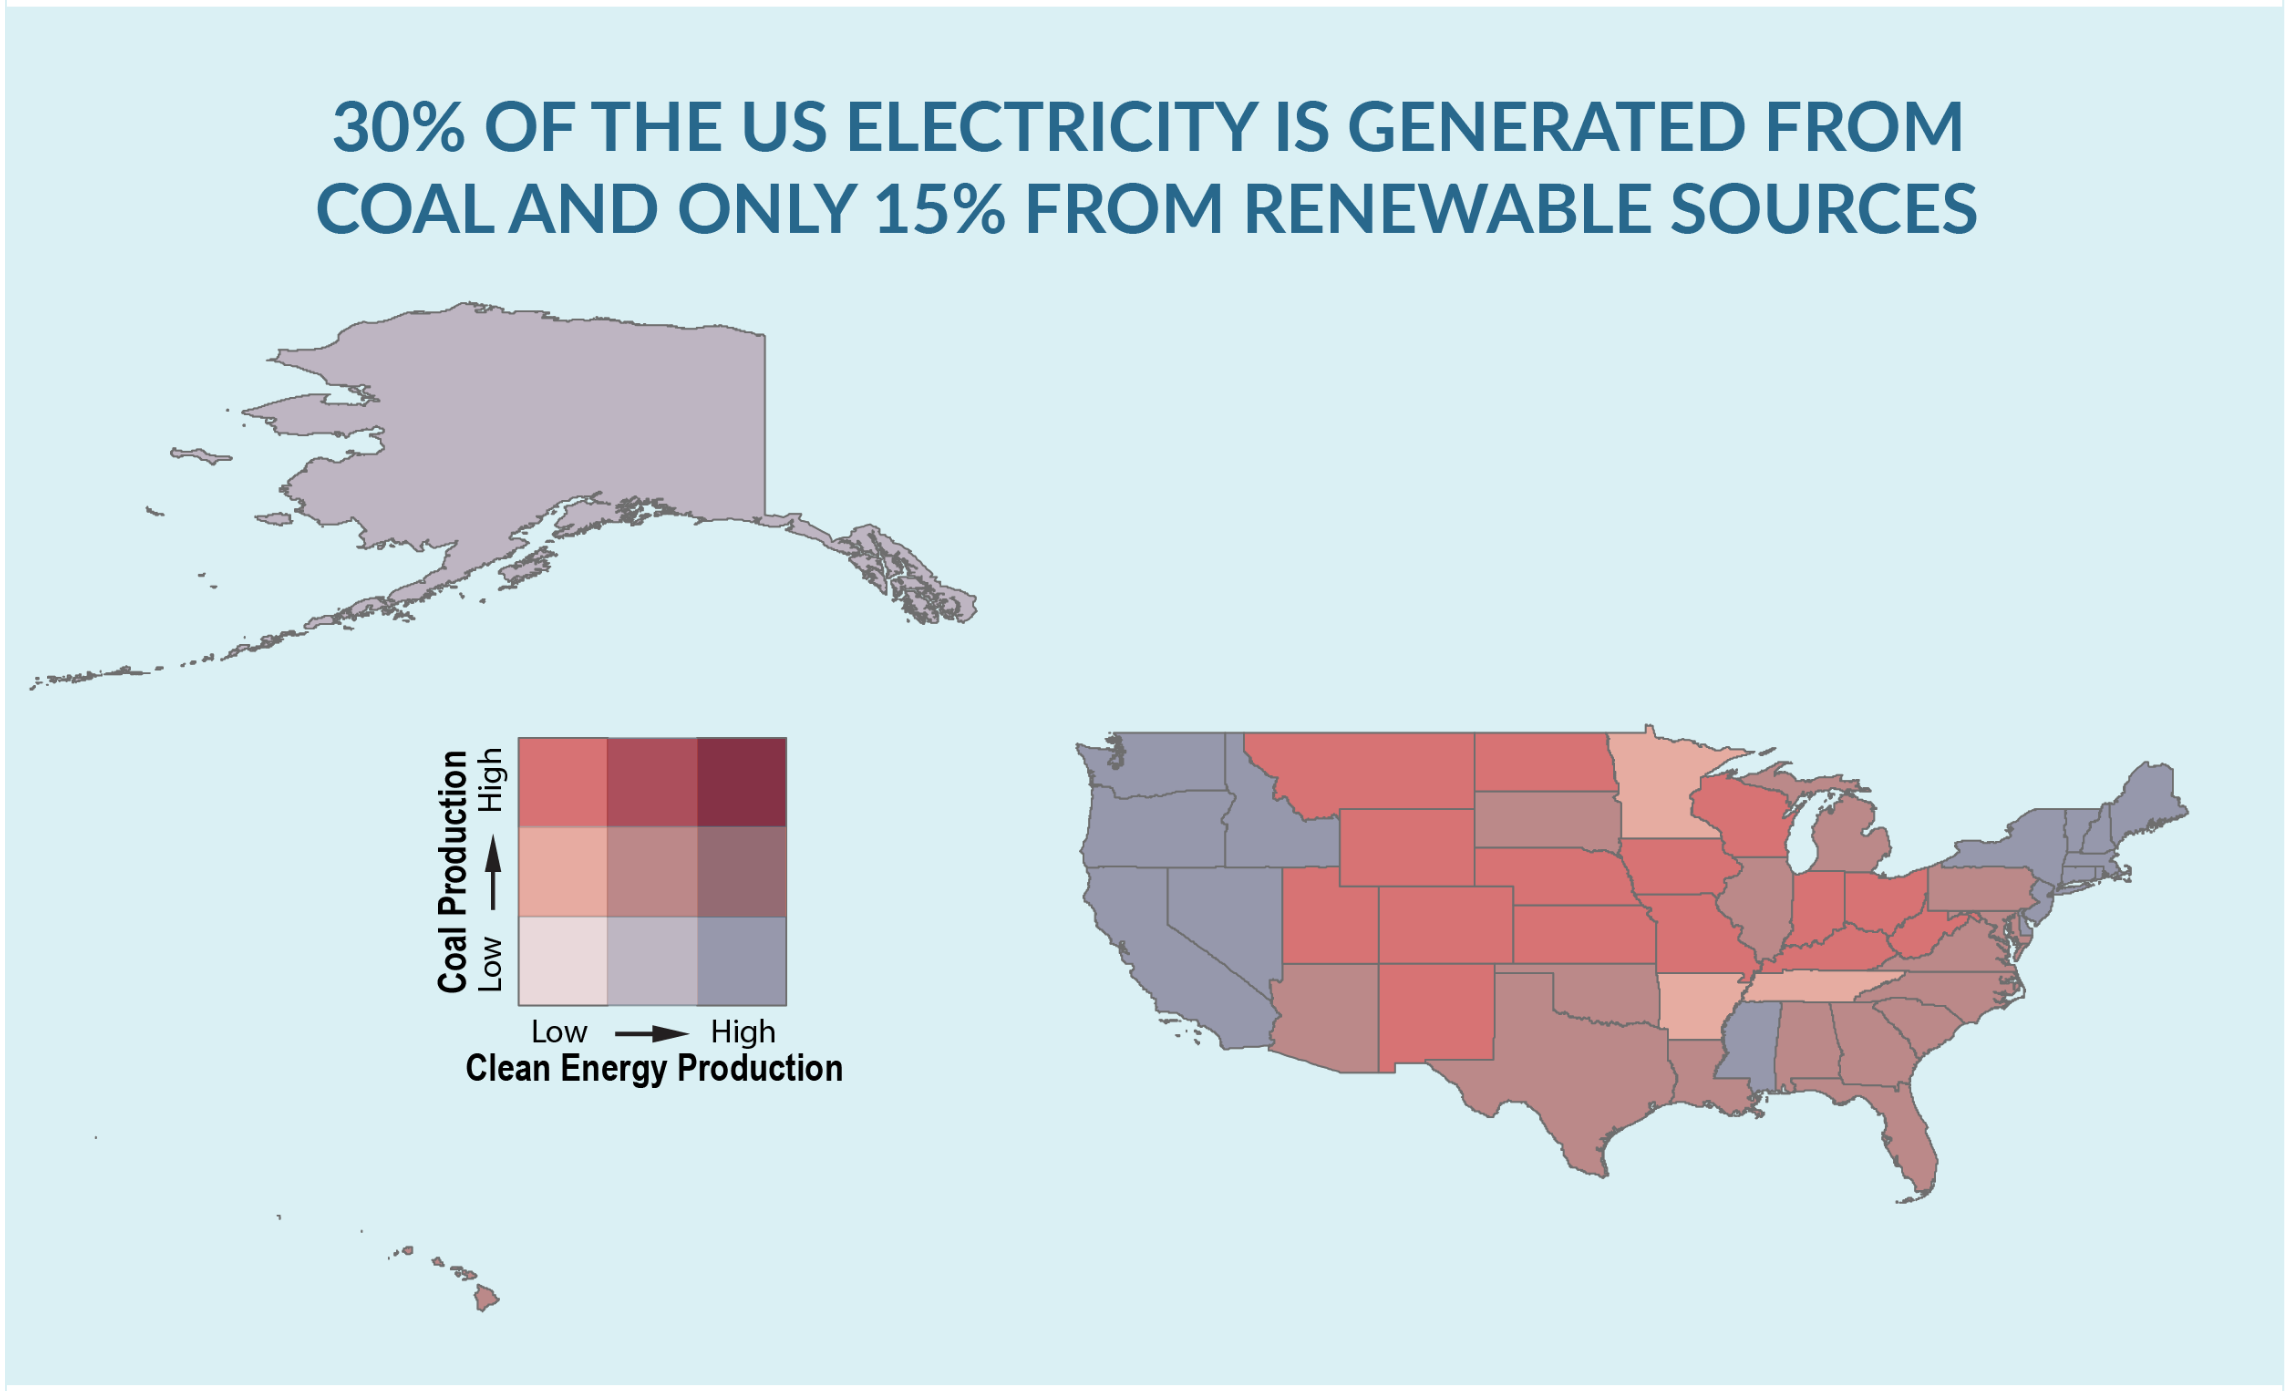 30% OF THE US ELECTRICITY IS GENERATED FROM
COAL AND ONLY 15% FROM RENEWABLE SOURCES
Coal Production
Low
High
Low
High
Clean Energy Production